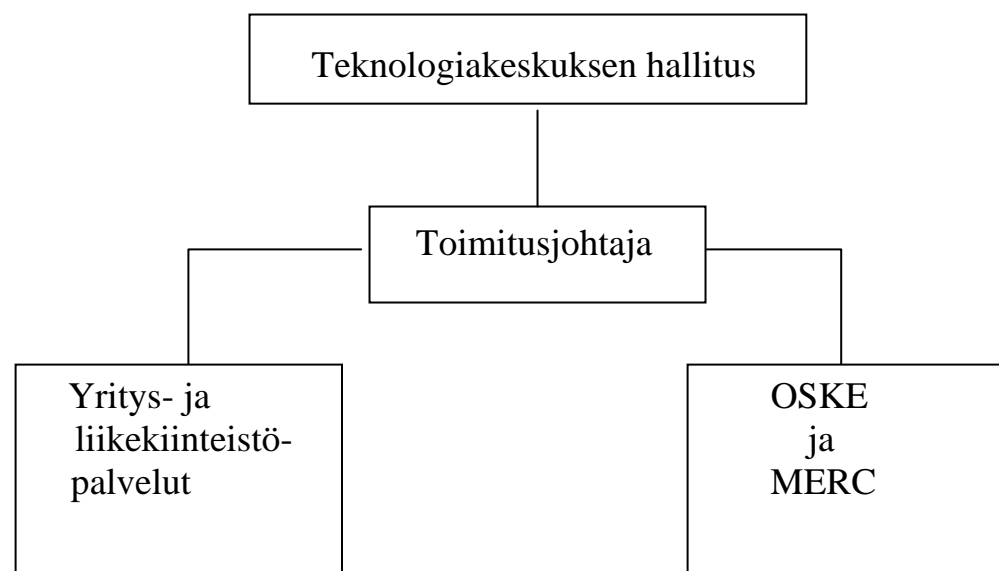 Teknologiakeskuksen hallitus
Toimitusjohtaja
Yritys- ja
liikekiinteistö-
palvelut
OSKE
ja
MERC